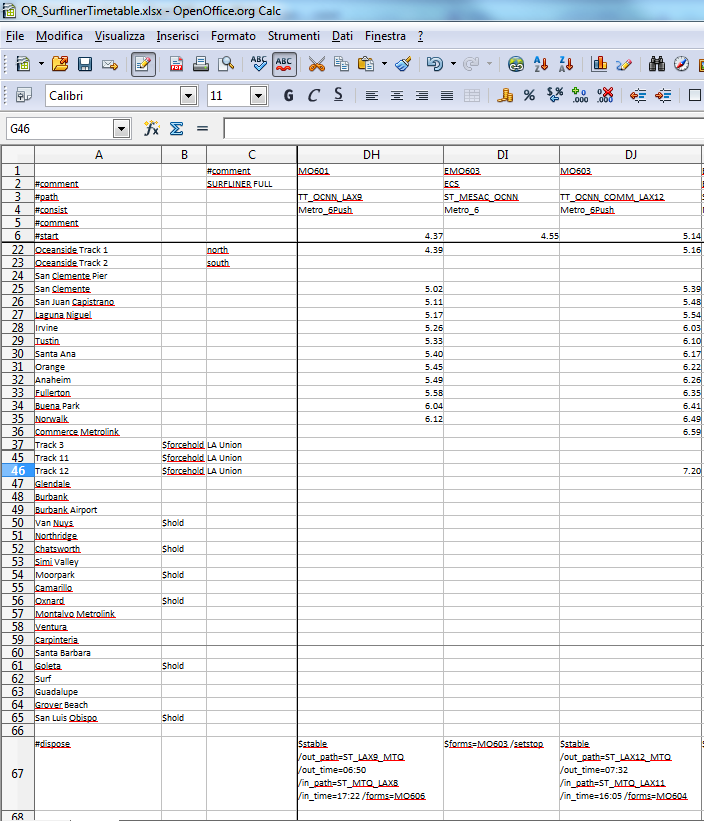 OR_SurflinerTimetable.xlsx - OpenOffice.org Calc
File Modifica Visualizza Inserisci Formato Strumenti Dati Finestra ?
ABC ABC
Calibri 11 G C S % $% .000 .000
G46 fx Σ =
A B C DH DI DJ
1 #comment MO601 EMO603 MO603
2 #comment SURFLINER FULL ECS
3 #path TT_OCNN_LAX9 ST_MESAC_OCNN TT_OCNN_COMM_LAX12
4 #consist Metro_6Push Metro_6 Metro_6Push
5 #comment
6 #start 4.37 4.55 5.14
22 Oceanside Track 1 north 4.39 5.16
23 Oceanside Track 2 south
24 San Clemente Pier
25 San Clemente 5.02 5.39
26 San Juan Capistrano 5.11 5.48
27 Laguna Niguel 5.17 5.54
28 Irvine 5.26 6.03
29 Tustin 5.33 6.10
30 Santa Ana 5.40 6.17
31 Orange 5.45 6.22
32 Anaheim 5.49 6.26
33 Fullerton 5.58 6.35
34 Buena Park 6.04 6.41
35 Norwalk 6.12 6.49
36 Commerce Metrolink 6.59
37 Track 3 $forcehold LA Union
45 Track 11 $forcehold LA Union
46 Track 12 $forcehold LA Union 7.20
47 Glendale
48 Burbank
49 Burbank Airport
50 Van Nuys $hold
51 Northridge
52 Chatsworth $hold
53 Simi Valley
54 Moorpark $hold
55 Camarillo
56 Oxnard $hold
57 Montalvo Metrolink
58 Ventura
59 Carpinteria
60 Santa Barbara
61 Goleta $hold
62 Surf
63 Guadalupe
64 Grover Beach
65 San Luis Obispo $hold
66
67 #dispose $stable $forms=MO603 /setstop $stable
/out_path=ST_LAX9_MTQ /out_path=ST_LAX12_MTQ
/out_time=06:50 /out_time=07:32
/in_path=ST_MTQ_LAX8 /in_path=ST_MTQ_LAX11
/in_time=17:22 /forms=MO606 /in_time=16:05 /forms=MO604
68